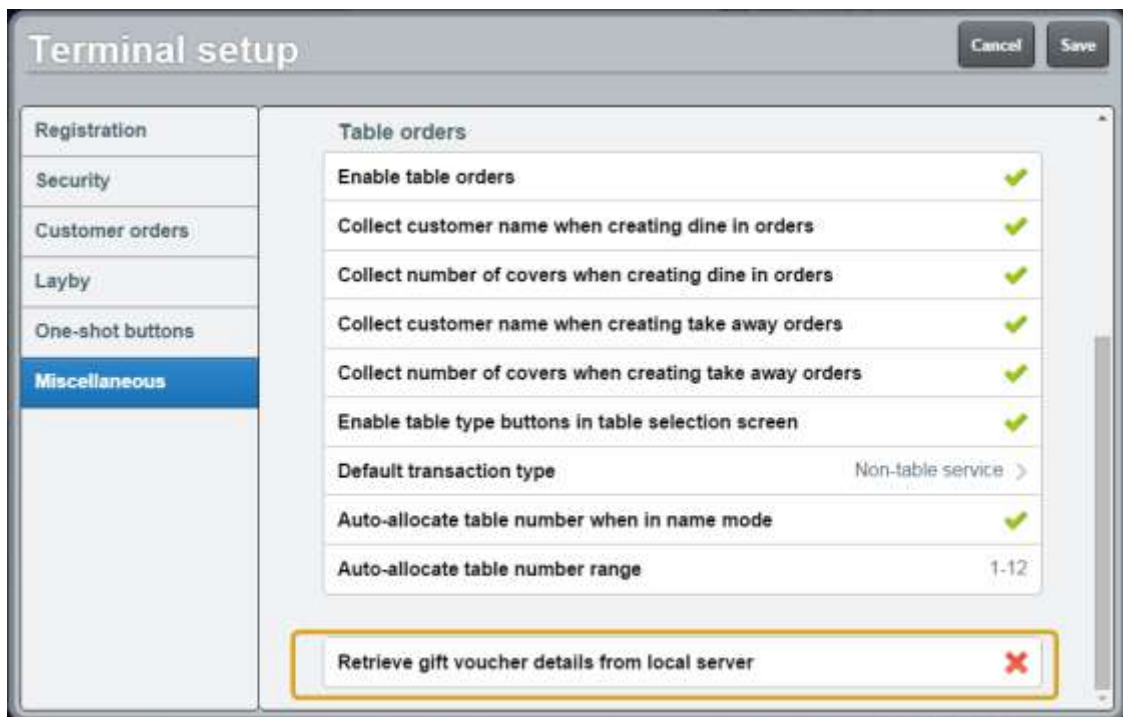 Terminal setup
Cancel
Save
Registration
Security
Customer orders
Layby
One-shot buttons
Miscellaneous
Table orders
Enable table orders
Collect customer name when creating dine in orders
Collect number of covers when creating dine in orders
Collect customer name when creating take away orders
Collect number of covers when creating take away orders
Enable table type buttons in table selection screen
Default transaction type Non-table service >
Auto-allocate table number when in name mode
Auto-allocate table number range 1-12
Retrieve gift voucher details from local server